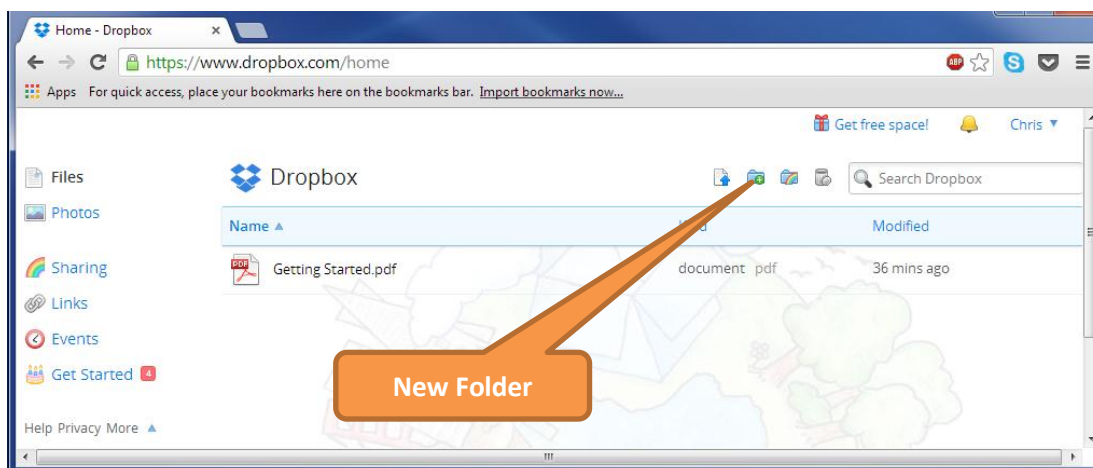 Home - Dropbox
https://www.dropbox.com/home
ABP
Apps For quick access, place your bookmarks here on the bookmarks bar. Import bookmarks now...
Get free space! Chris
Files
Dropbox
Search Dropbox
Photos
Name Modified
PDF Getting Started.pdf document pdf 36 mins ago
Sharing
Links
Events
Get Started 4
New Folder
Help Privacy More